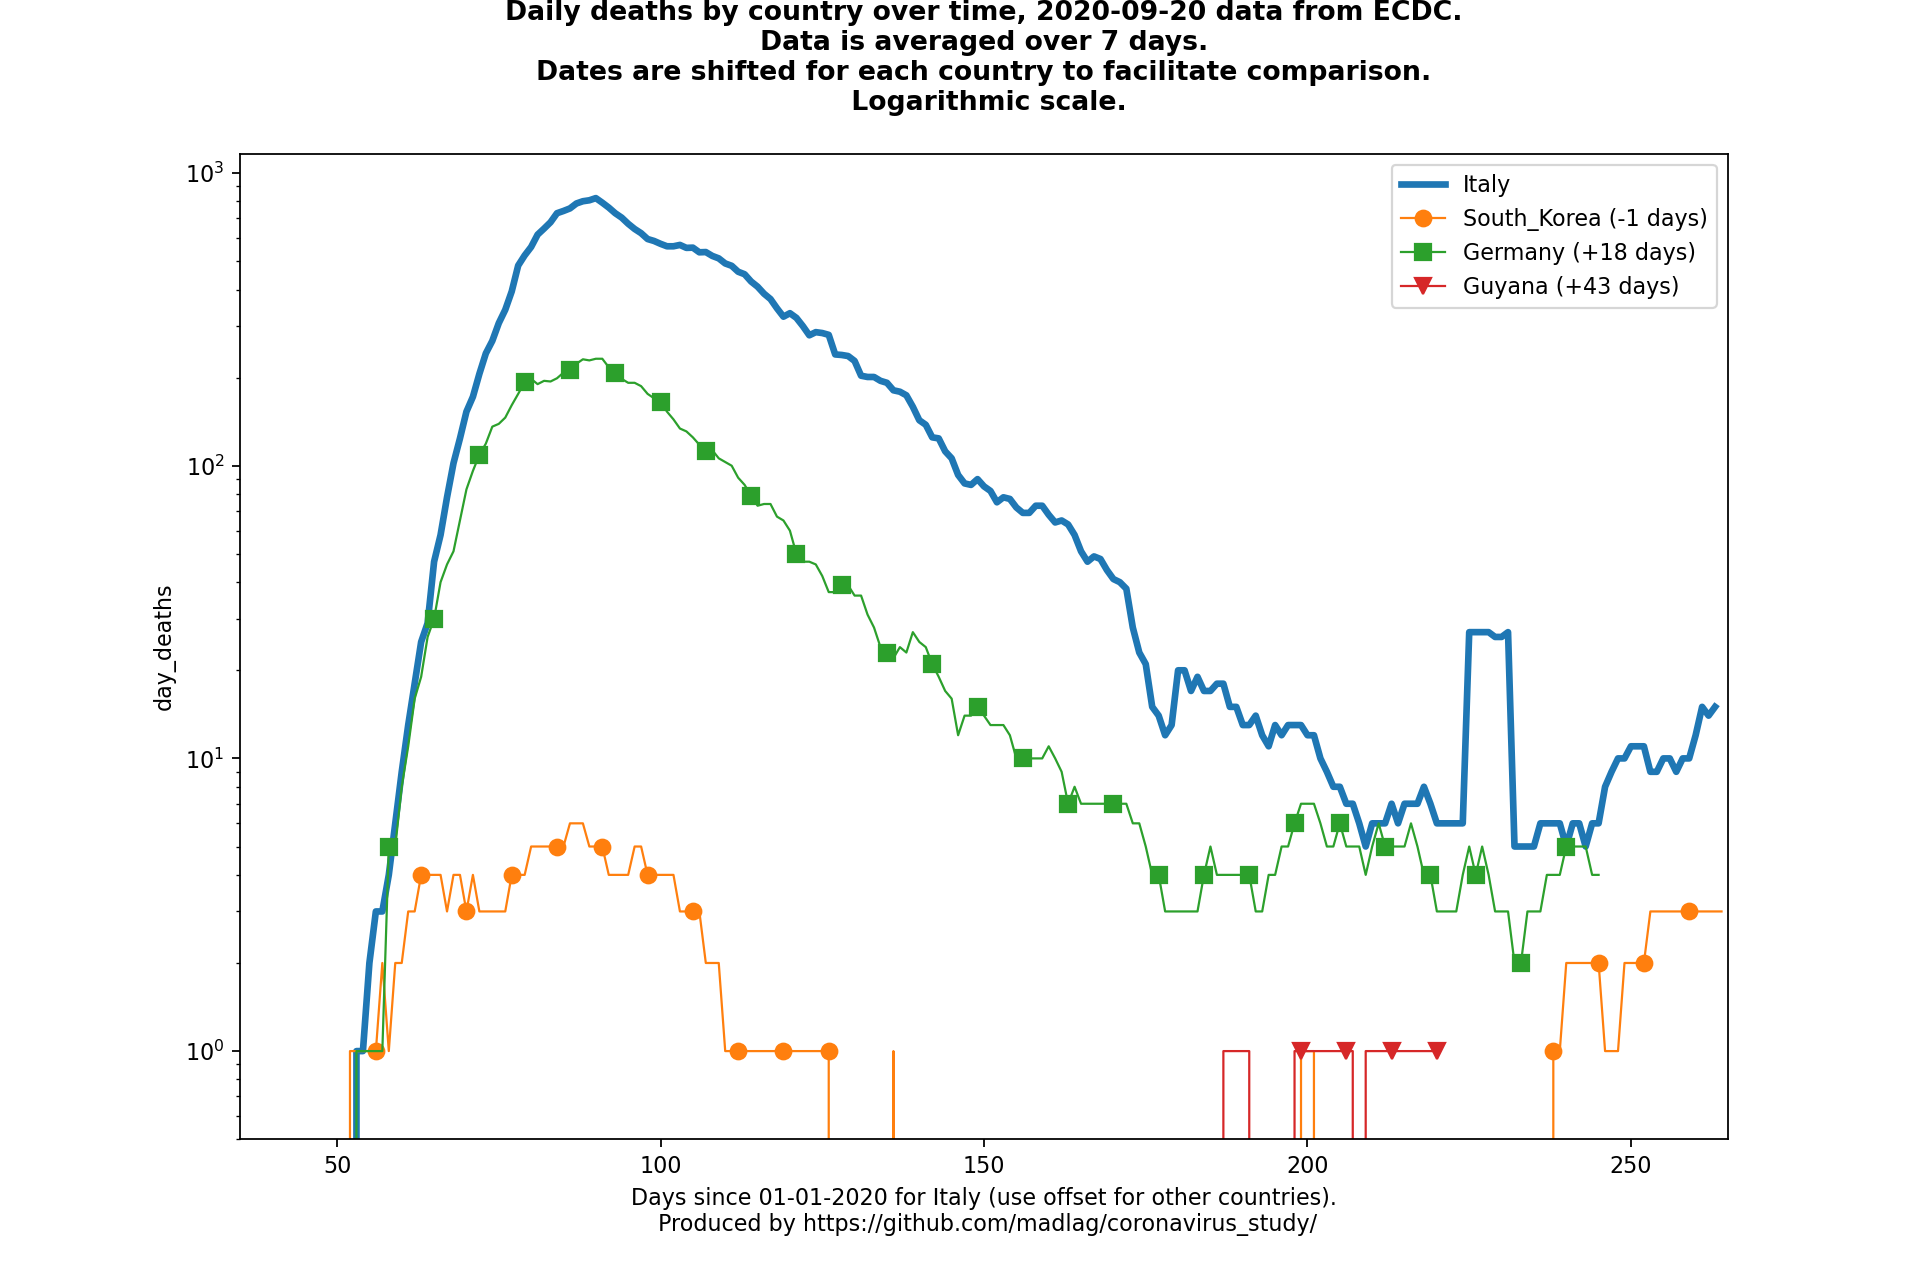 Daily deaths by country over time, 2020-09-20 data from ECDC.
Data is averaged over 7 days.
Dates are shifted for each country to facilitate comparison.
Logarithmic scale.
10³
10²
10¹
10⁰
day_deaths
Italy
South_Korea (-1 days)
Germany (+18 days)
Guyana (+43 days)
50 100 150 200 250
Days since 01-01-2020 for Italy (use offset for other countries).
Produced by https://github.com/madlag/coronavirus_study/